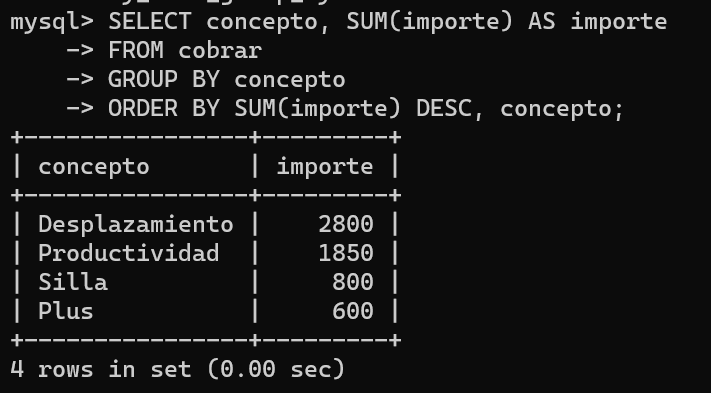 mysql> SELECT concepto, SUM(importe) AS importe
    -> FROM cobrar
    -> GROUP BY concepto
    -> ORDER BY SUM(importe) DESC, concepto;
+----------------+---------+
| concepto       | importe |
+----------------+---------+
| Desplazamiento |    2800 |
| Productividad  |    1850 |
| Silla          |     800 |
| Plus           |     600 |
+----------------+---------+
4 rows in set (0.00 sec)